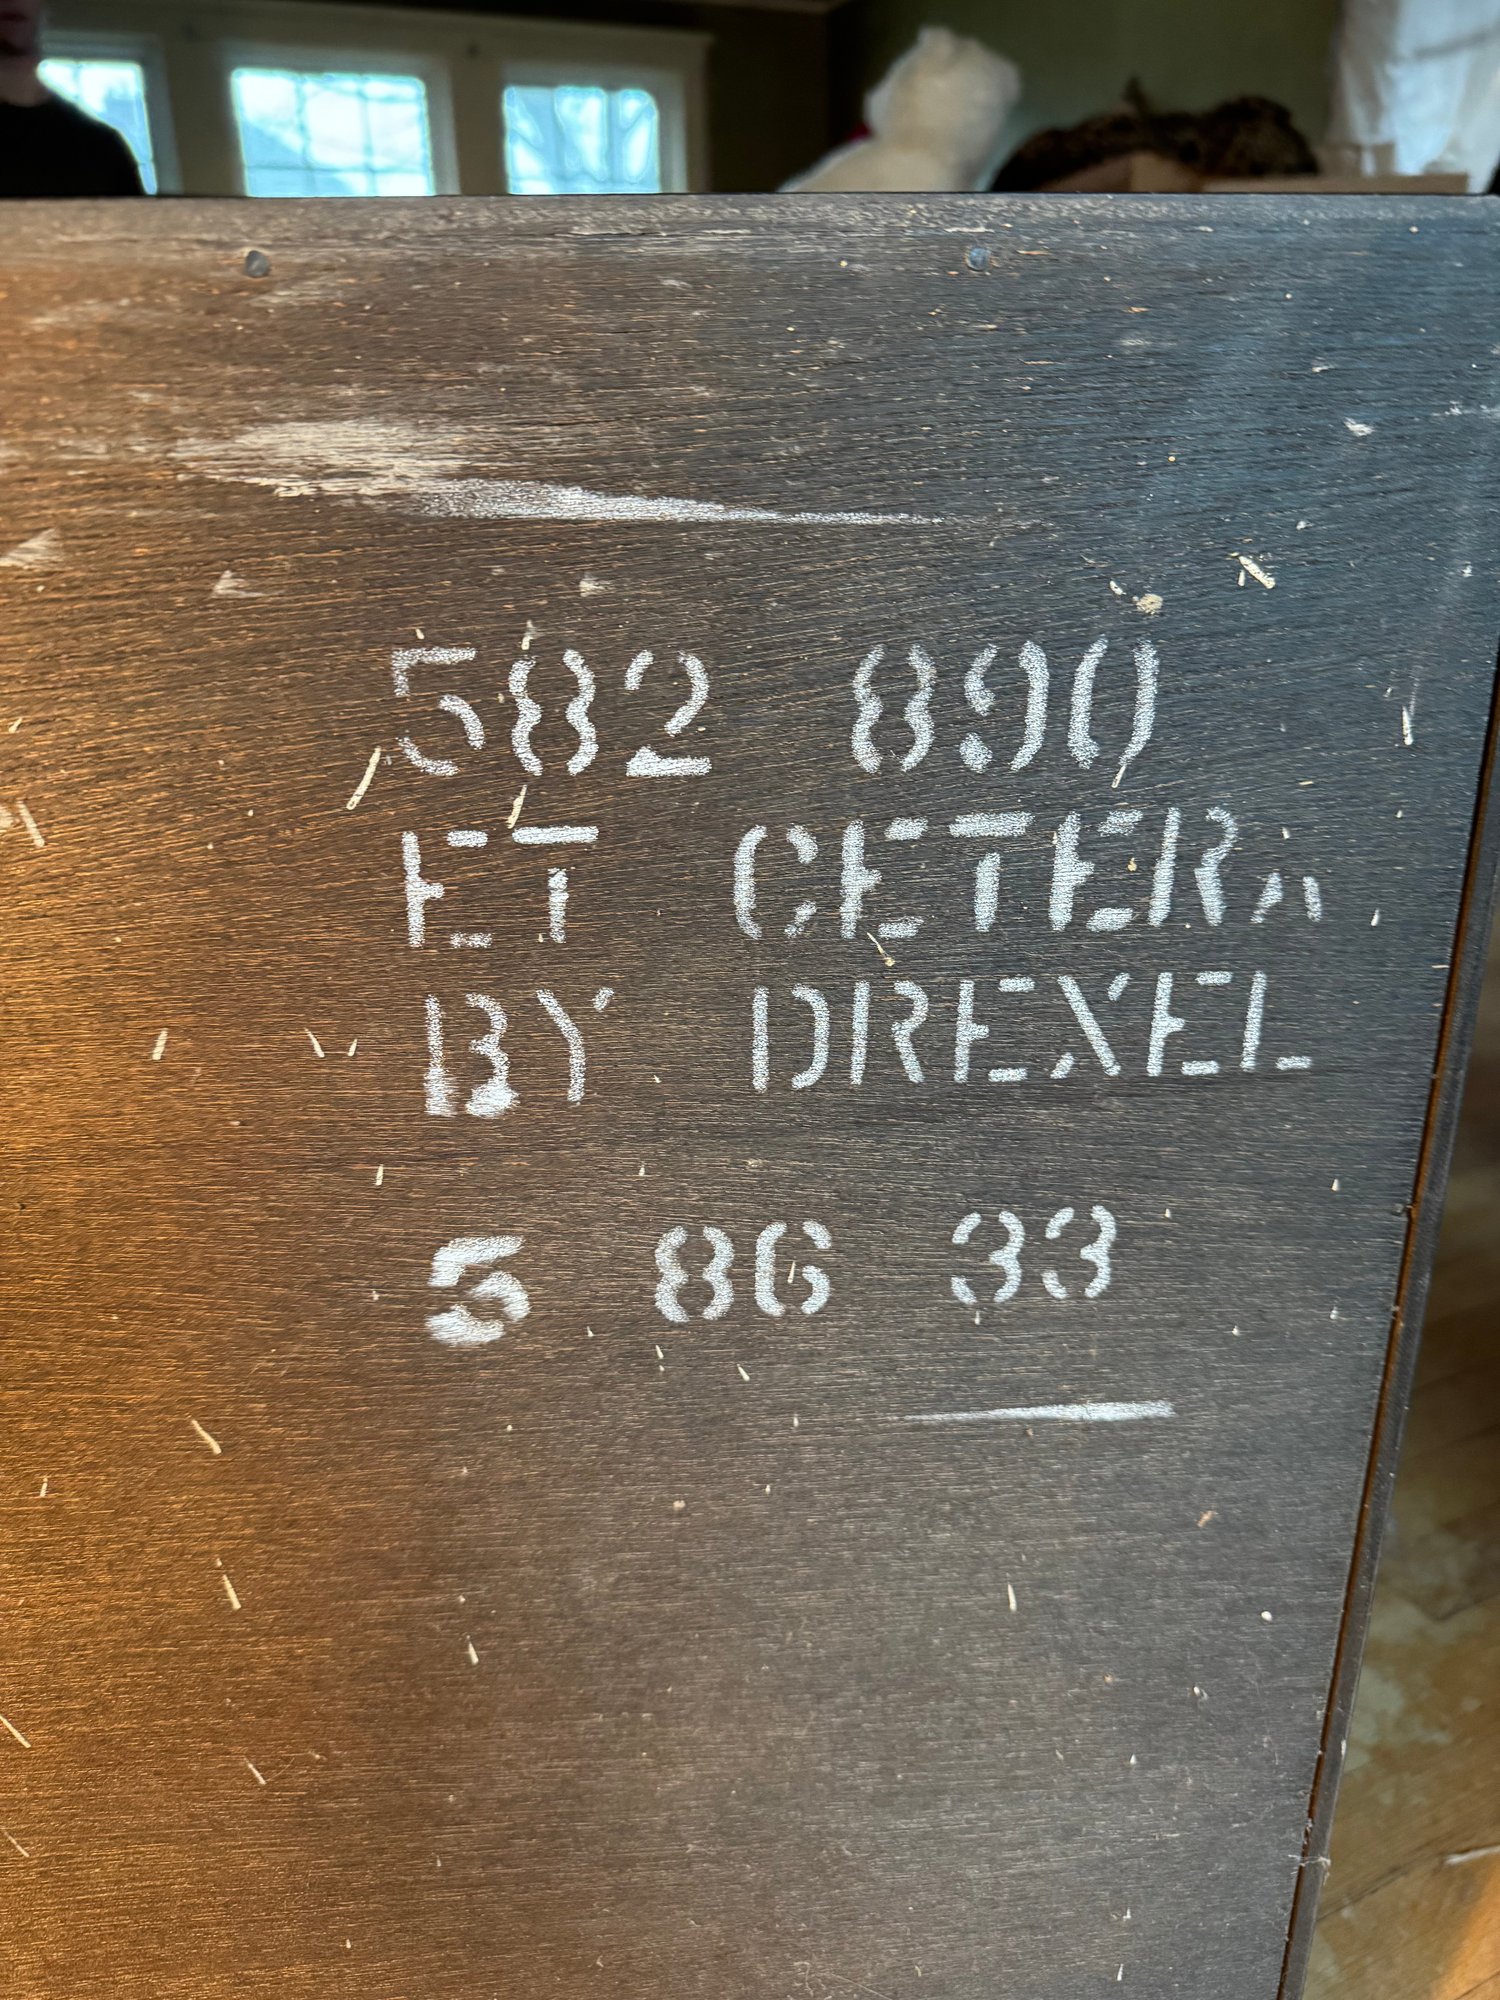 582 890
ET CETERA
BY DREXEL
5 86 33